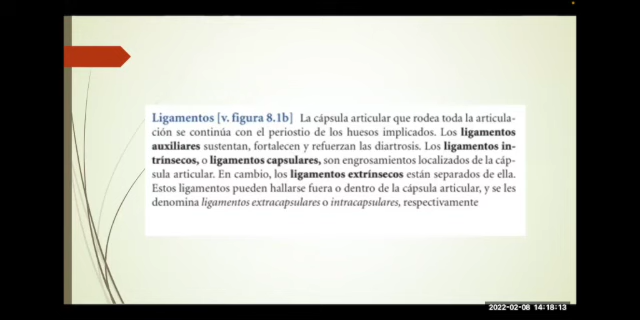 Ligamentos [v. figura 8.1b] La cápsula articular que rodea toda la articula-
ción se continúa con el periostio de los huesos implicados. Los ligamentos
auxiliares sustentan, fortalecen y refuerzan las diartrosis. Los ligamentos in-
trínsecos, o ligamentos capsulares, son engrosamientos localizados de la cáp-
sula articular. En cambio, los ligamentos extrínsecos están separados de ella.
Estos ligamentos pueden hallarse fuera o dentro de la cápsula articular, y se les
denomina ligamentos extracapsulares o intracapsulares, respectivamente
2022-02-08 14:18:13